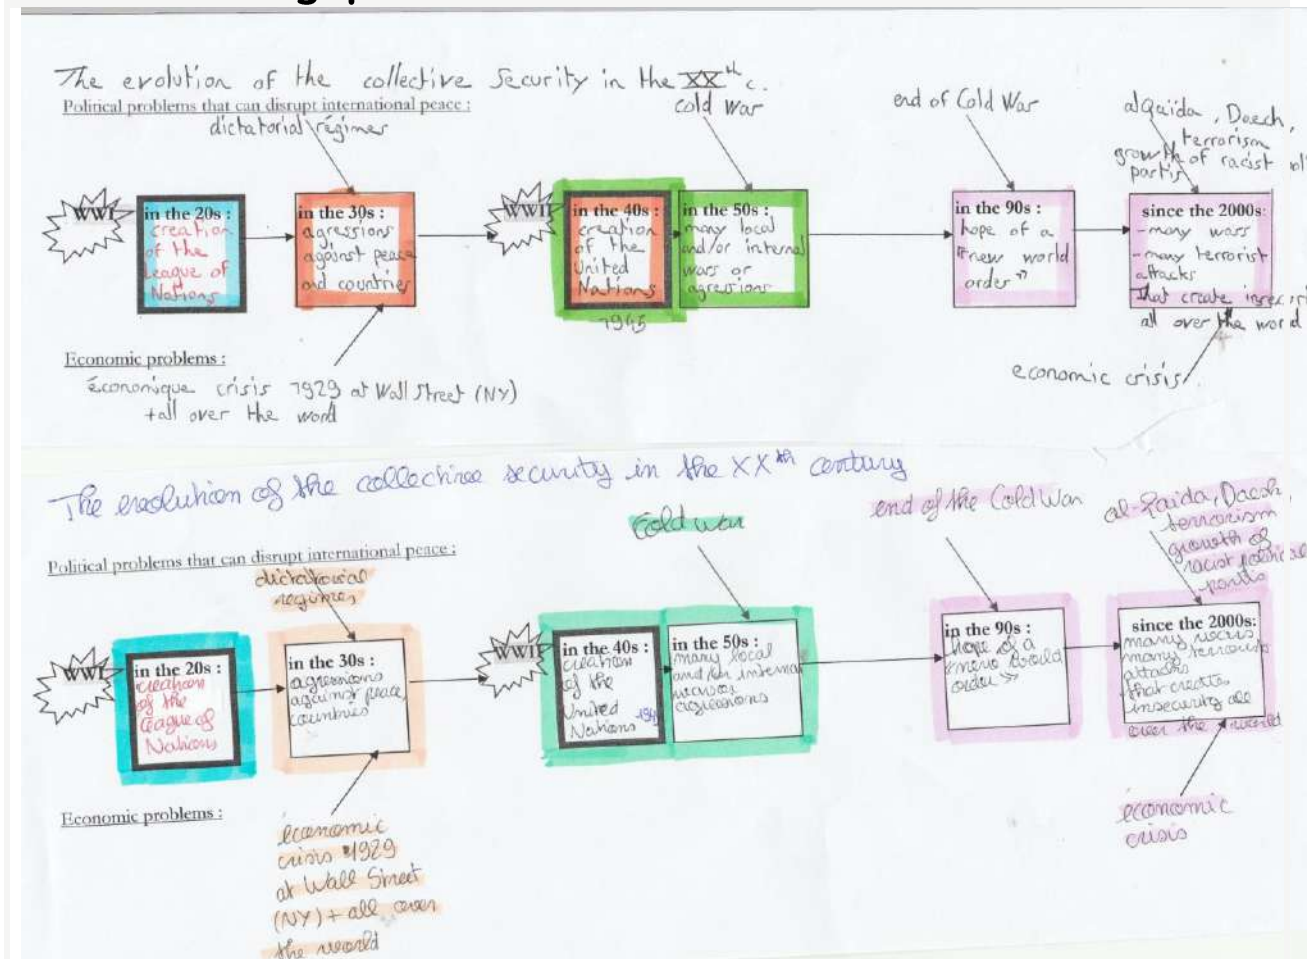 The evolution of the collective security in the XXth c.
Political problems that can disrupt international peace :
dictatorial régimes
cold War
end of Cold War
alQaïda, Daech,
terrorism
growth of racist
partis
WWI
in the 20s :
creation
of the
League of
Nations
in the 30s :
agressions
against peace
and countries
WWII
in the 40s :
creation
of the
United
Nations
1945
in the 50s :
many local
and/or internal
wars or
agressions
in the 90s :
hope of a
"new world
order"
since the 2000s:
-many wars
-many terrorist
attacks
that create
all over the world
Economic problems :
économique crisis 1929 at Wall Street (NY)
+all over the world
economic crisis
The evolution of the collective security in the XXth century
Political problems that can disrupt international peace :
dictatorial
regimes
Cold war
end of the Cold War
al-Qaida, Daesh,
terrorism
growth of
racist political
partis
WWI
in the 20s :
creation
of the
League of
Nations
in the 30s :
agressions
against peace,
countries
WWII
in the 40s :
creation
of the
United
Nations
in the 50s :
many local
and/or internal
wars or
agressions
in the 90s :
hope of a
"new world
order"
since the 2000s:
many wars
many terrorist
attacks
that create
insecurity all
over the world
Economic problems :
économic
crisis 1929
at Wall Street
(NY) + all over
the world
économic
crisis